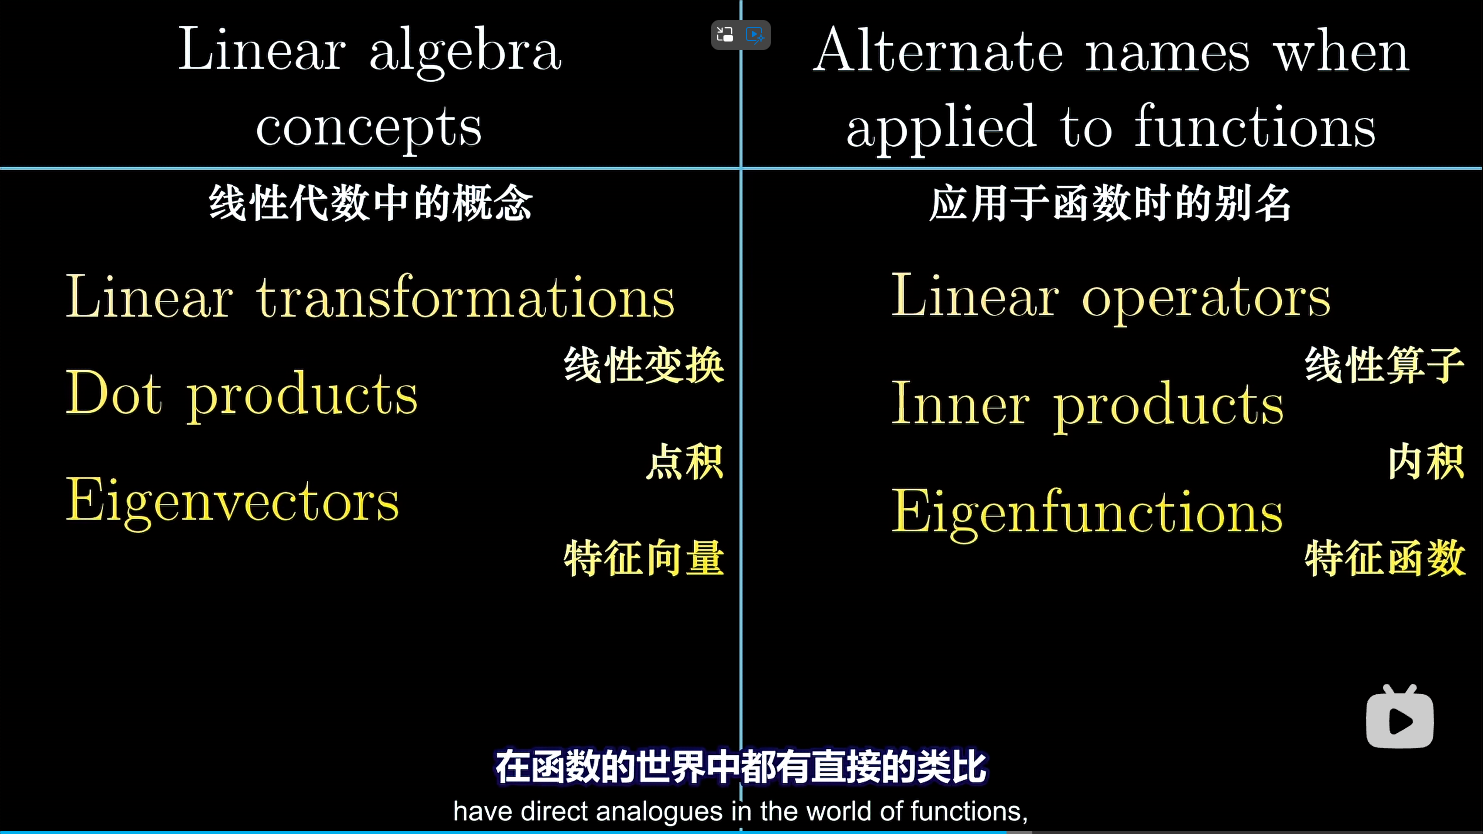 Linear algebra
concepts
Alternate names when
applied to functions
线性代数中的概念
应用于函数时的别名
Linear transformations
线性变换
Dot products
点积
Eigenvectors
特征向量
Linear operators
线性算子
Inner products
内积
Eigenfunctions
特征函数
在函数的世界中都有直接的类比
have direct analogues in the world of functions,